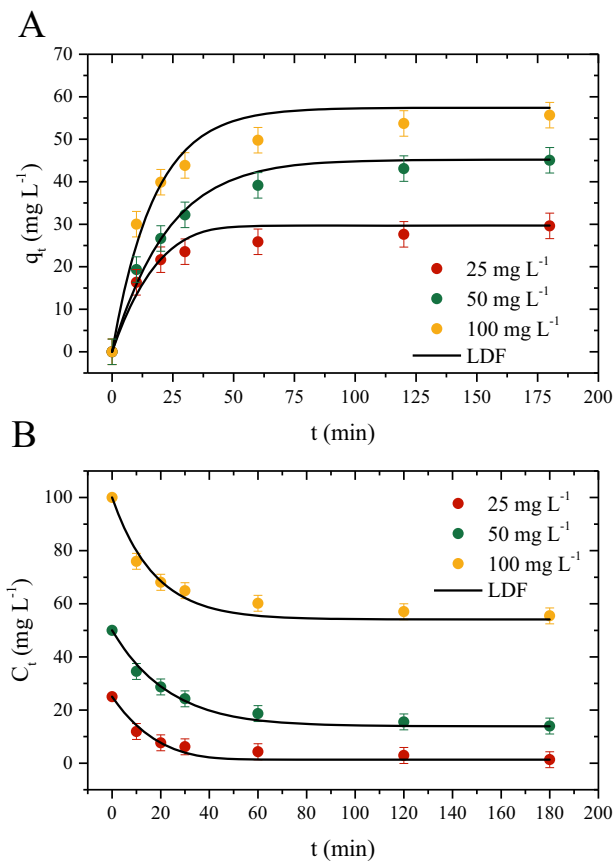 A
70
60
50
40
30
20
10
0
q_t (mg L^-1)
25 mg L^-1
50 mg L^-1
100 mg L^-1
LDF
0 25 50 75 100 125 150 175 200
t (min)
B
100
80
60
40
20
0
C_t (mg L^-1)
25 mg L^-1
50 mg L^-1
100 mg L^-1
LDF
0 20 40 60 80 100 120 140 160 180 200
t (min)